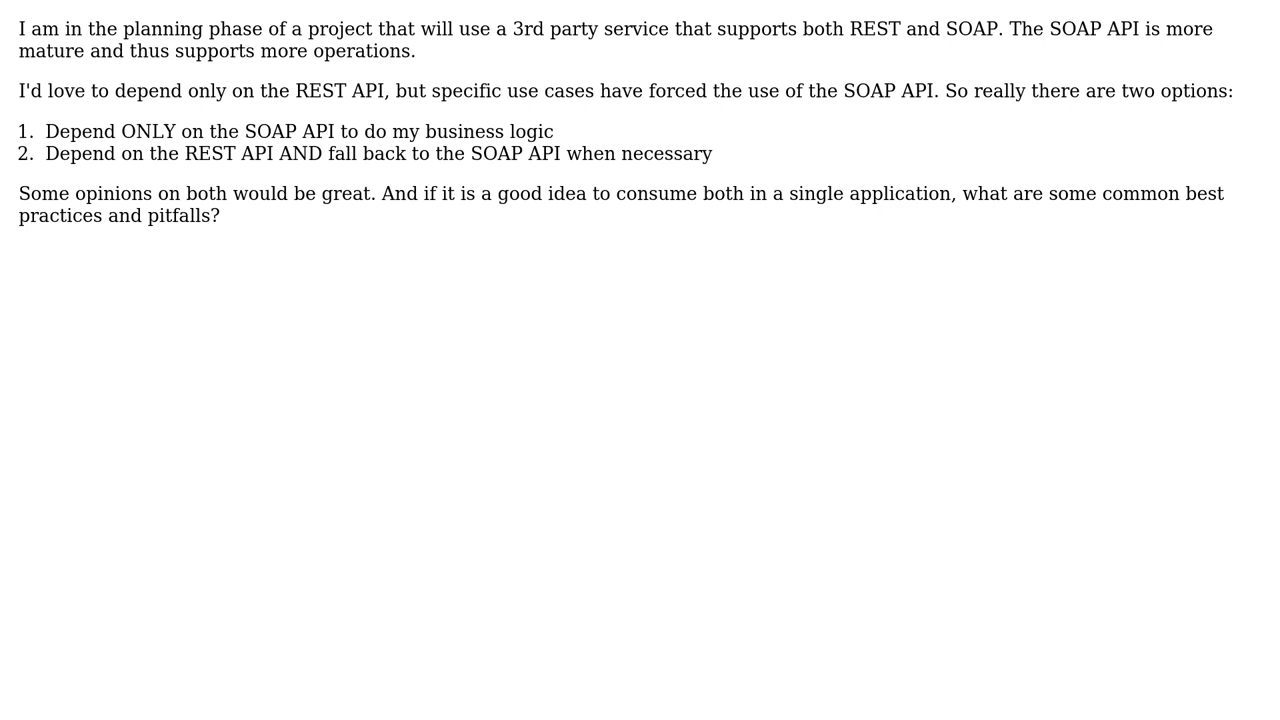 I am in the planning phase of a project that will use a 3rd party service that supports both REST and SOAP. The SOAP API is more
mature and thus supports more operations.
I'd love to depend only on the REST API, but specific use cases have forced the use of the SOAP API. So really there are two options:
1. Depend ONLY on the SOAP API to do my business logic
2. Depend on the REST API AND fall back to the SOAP API when necessary
Some opinions on both would be great. And if it is a good idea to consume both in a single application, what are some common best
practices and pitfalls?